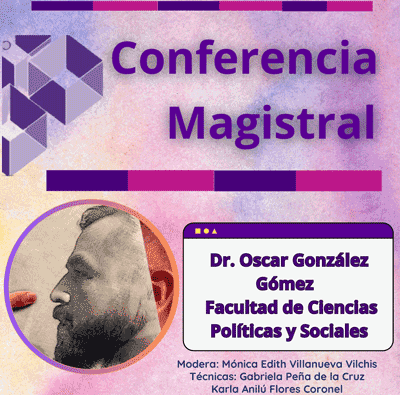 Conferencia
Magistral
Dr. Oscar González
Gómez
Facultad de Ciencias
Políticas y Sociales
Modera: Mónica Edith Villanueva Vilchis
Técnicas: Gabriela Peña de la Cruz
Karla Anilú Flores Coronel